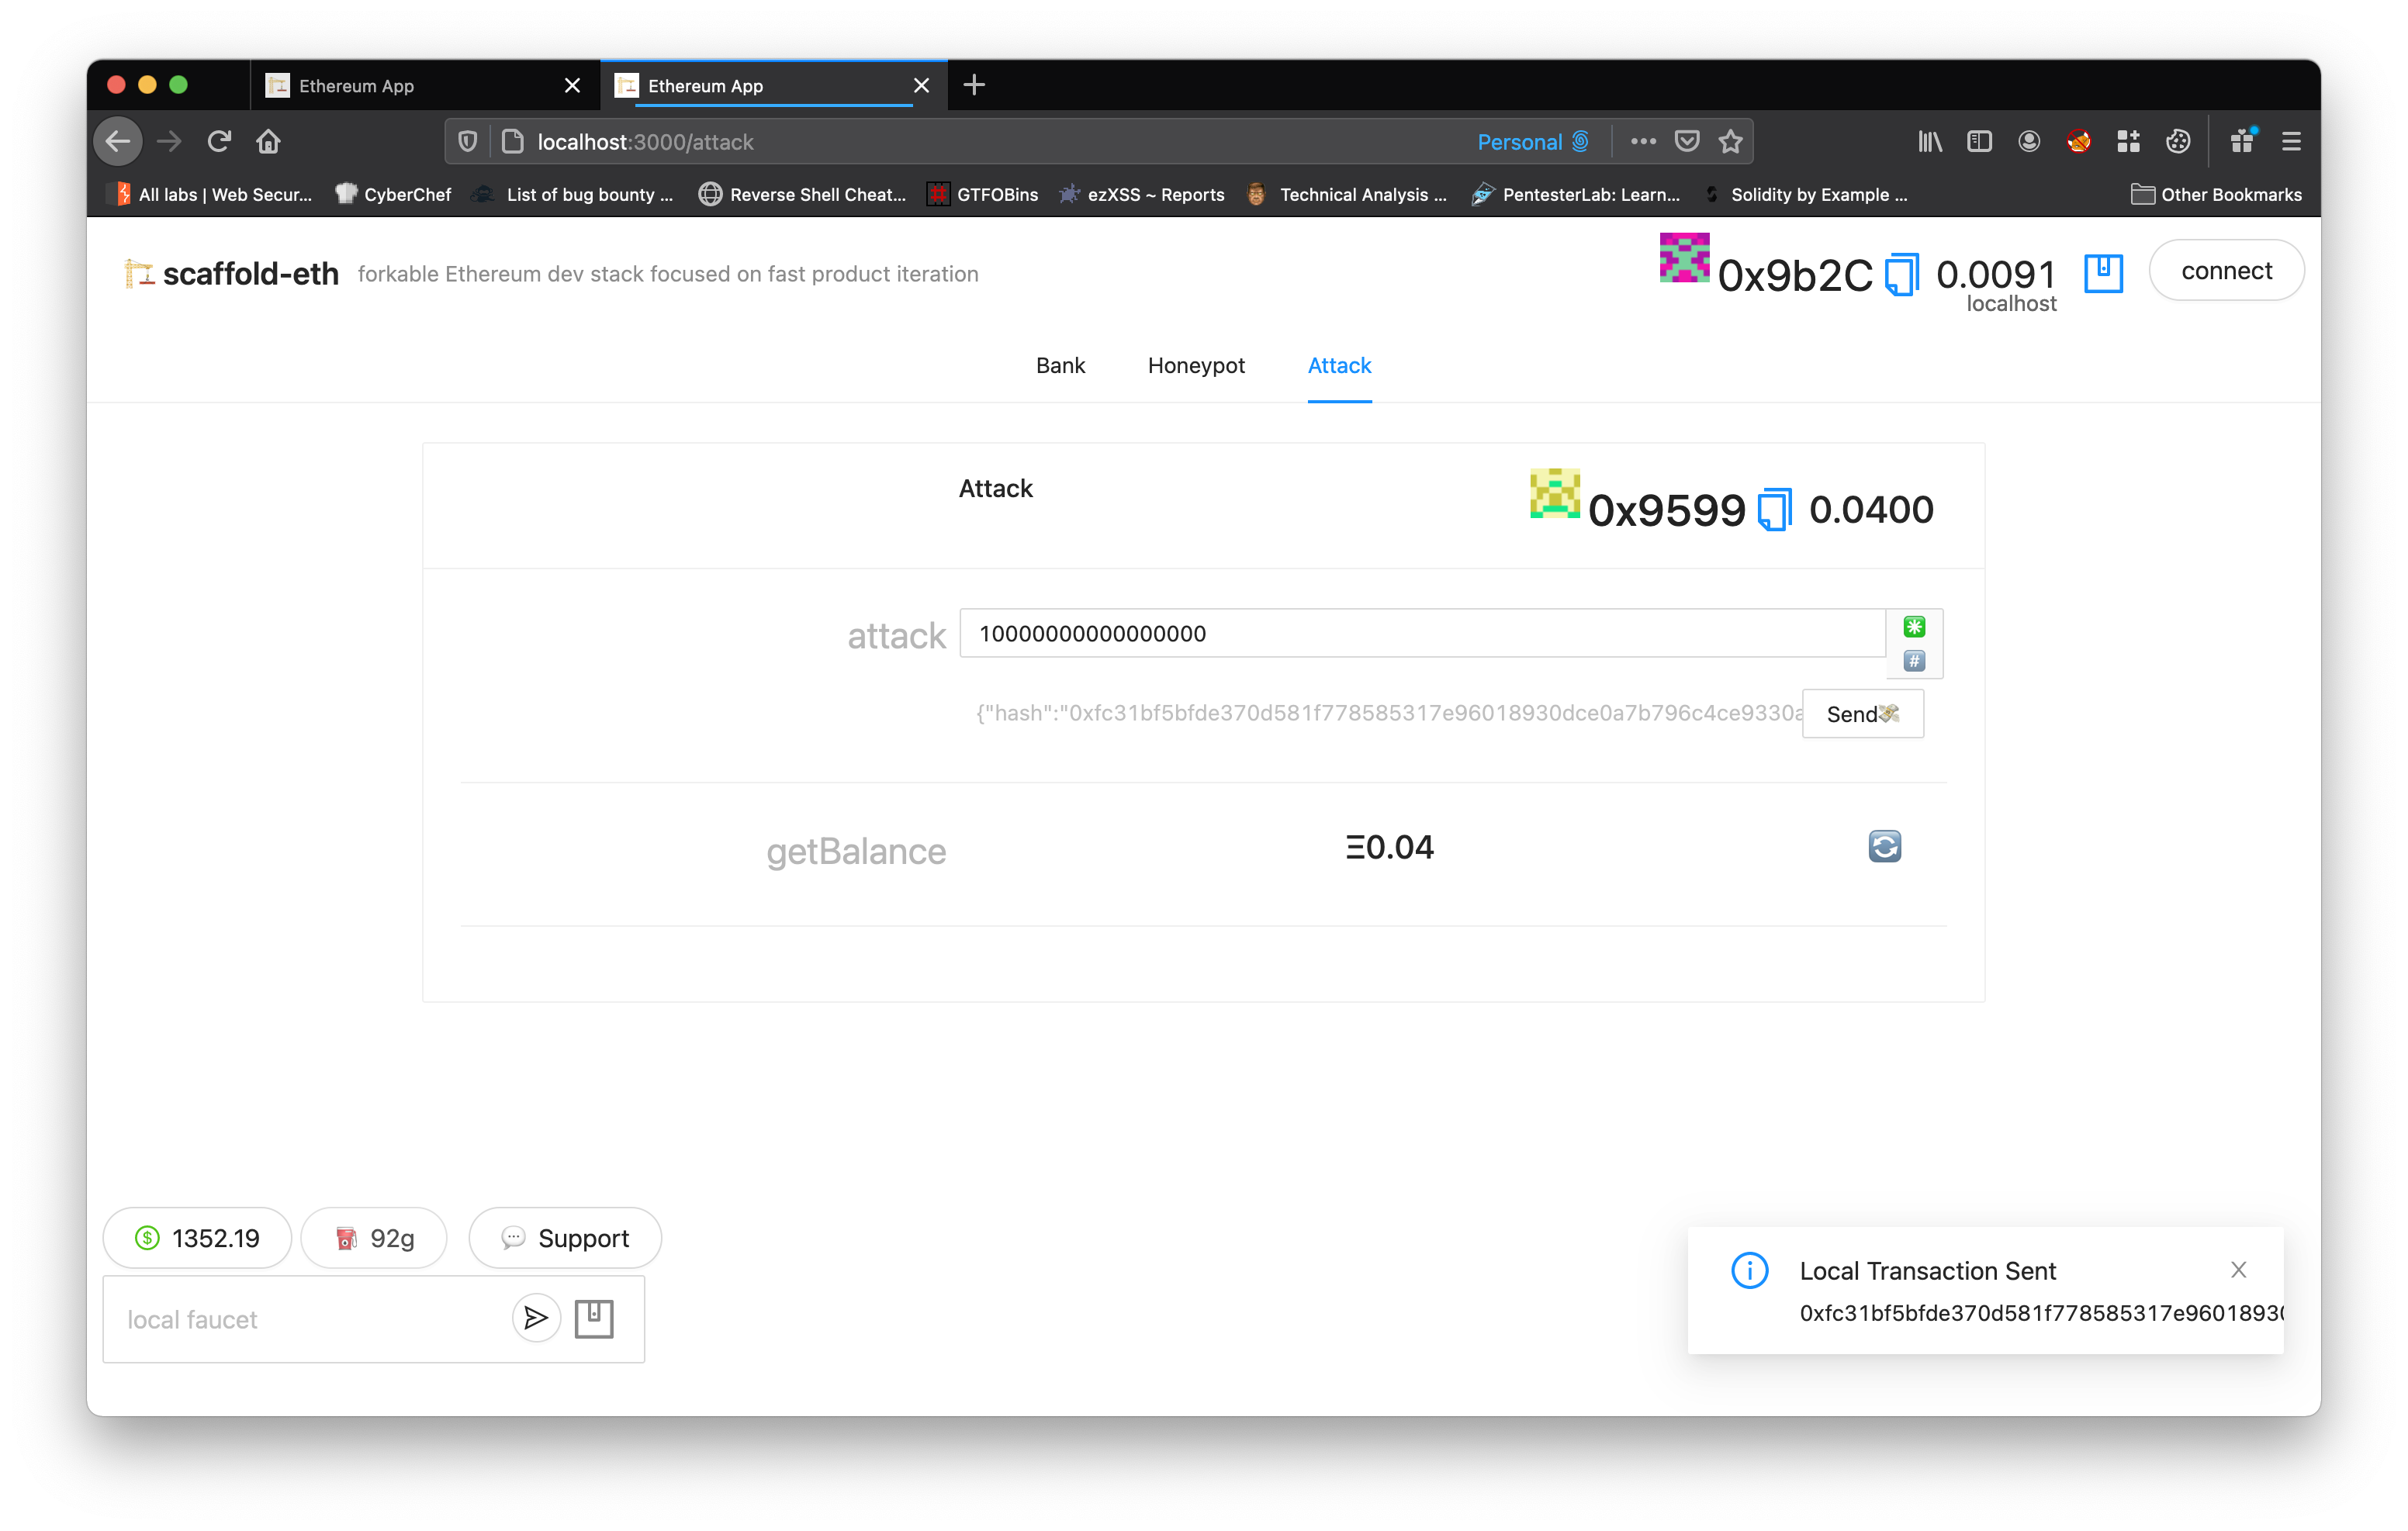 Ethereum App
Ethereum App
localhost:3000/attack
Personal
All labs | Web Secur...
CyberChef
List of bug bounty ...
Reverse Shell Cheat...
GTFOBins
ezXSS ~ Reports
Technical Analysis ...
PentesterLab: Learn...
Solidity by Example ...
Other Bookmarks
scaffold-eth forkable Ethereum dev stack focused on fast product iteration
0x9b2C 0.0091
localhost
connect
Bank Honeypot Attack
Attack
0x9599 0.0400
attack 10000000000000000
#
{"hash":"0xfc31bf5bfde370d581f778585317e96018930dce0a7b796c4ce9330a
Send
getBalance Ξ0.04
$ 1352.19
92g
Support
local faucet
Local Transaction Sent
0xfc31bf5bfde370d581f778585317e9601893